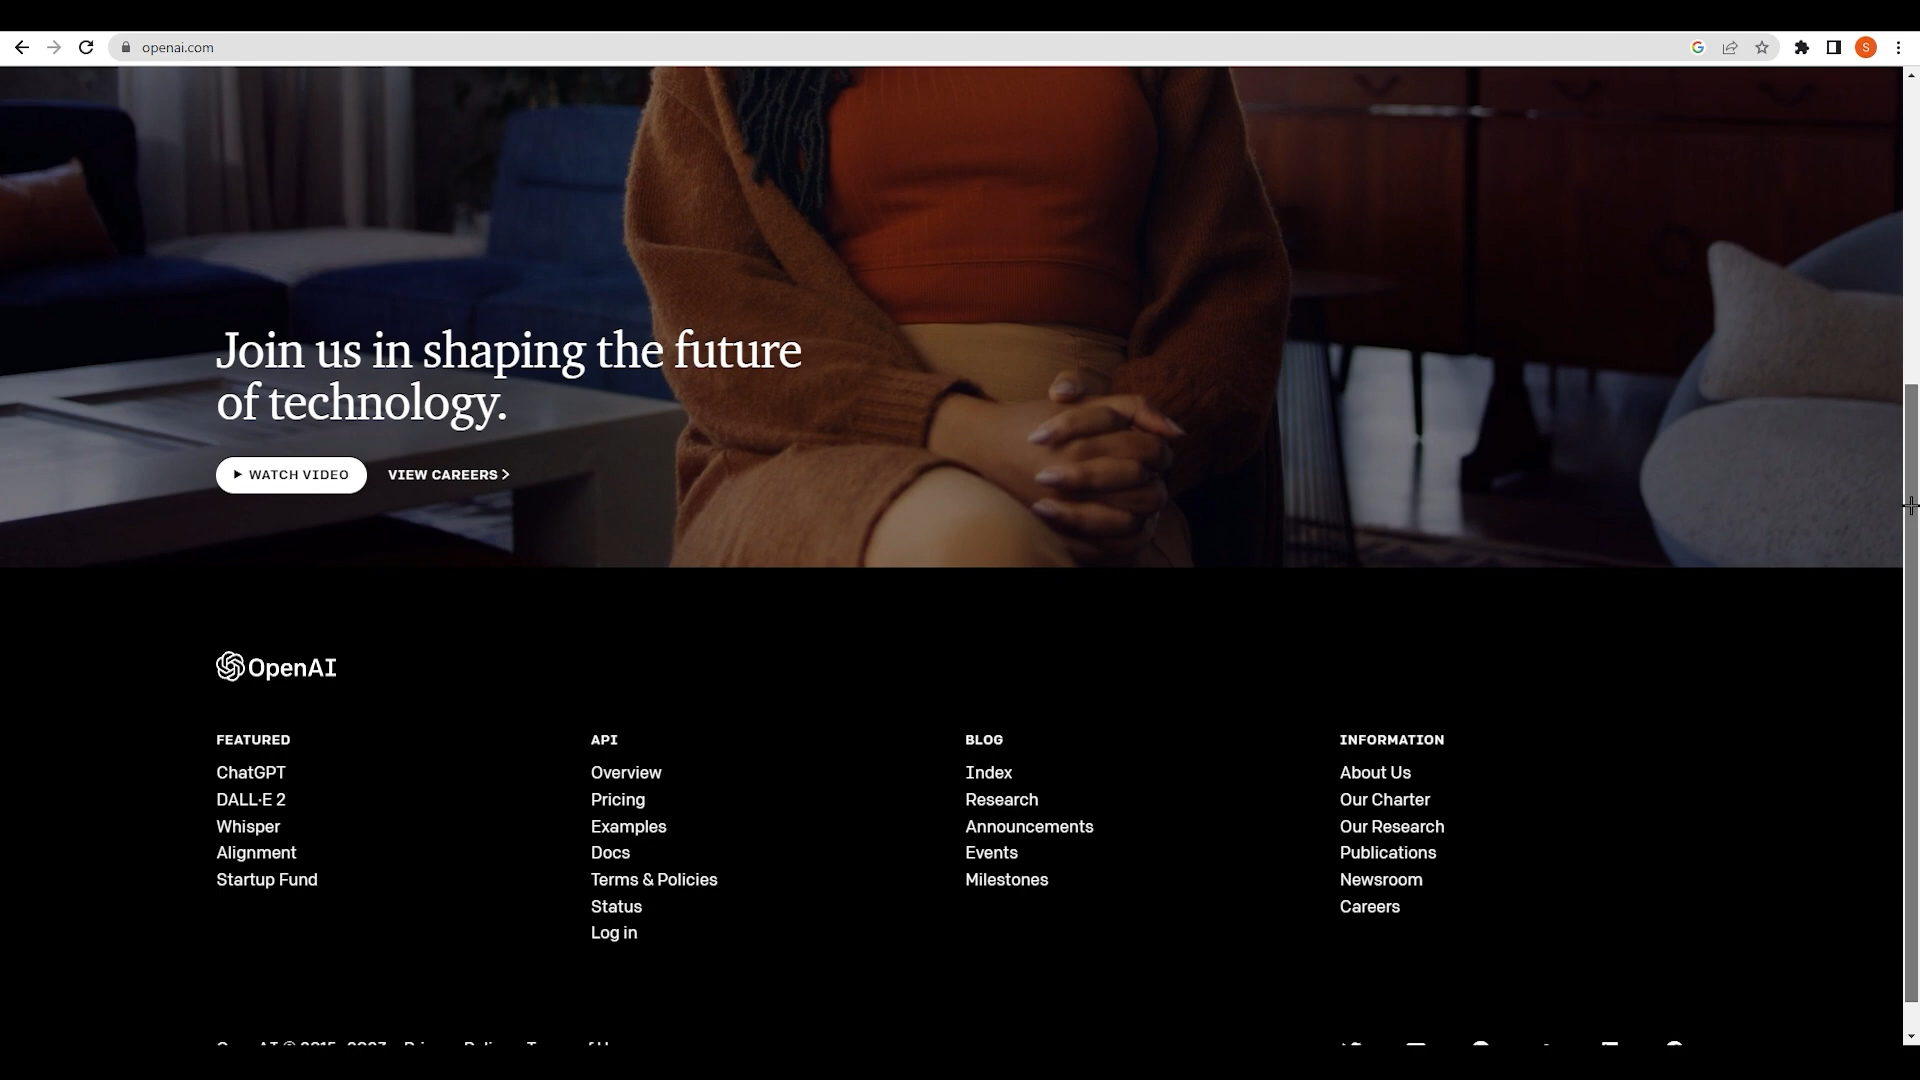 openai.com
S
Join us in shaping the future
of technology.
WATCH VIDEO
VIEW CAREERS >
OpenAI
FEATURED
ChatGPT
DALL·E 2
Whisper
Alignment
Startup Fund
API
Overview
Pricing
Examples
Docs
Terms & Policies
Status
Log in
BLOG
Index
Research
Announcements
Events
Milestones
INFORMATION
About Us
Our Charter
Our Research
Publications
Newsroom
Careers